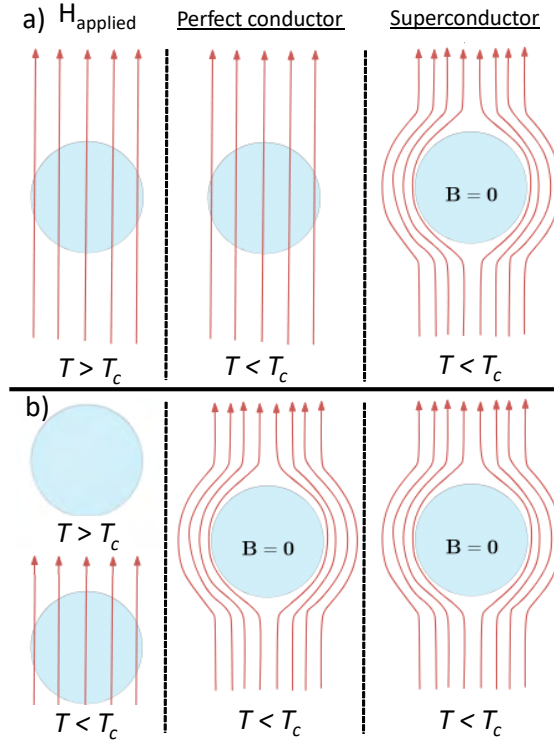 a) H_applied Perfect conductor Superconductor
B = 0
T > T_c T < T_c T < T_c
b)
T > T_c
B = 0 B = 0
T < T_c T < T_c T < T_c